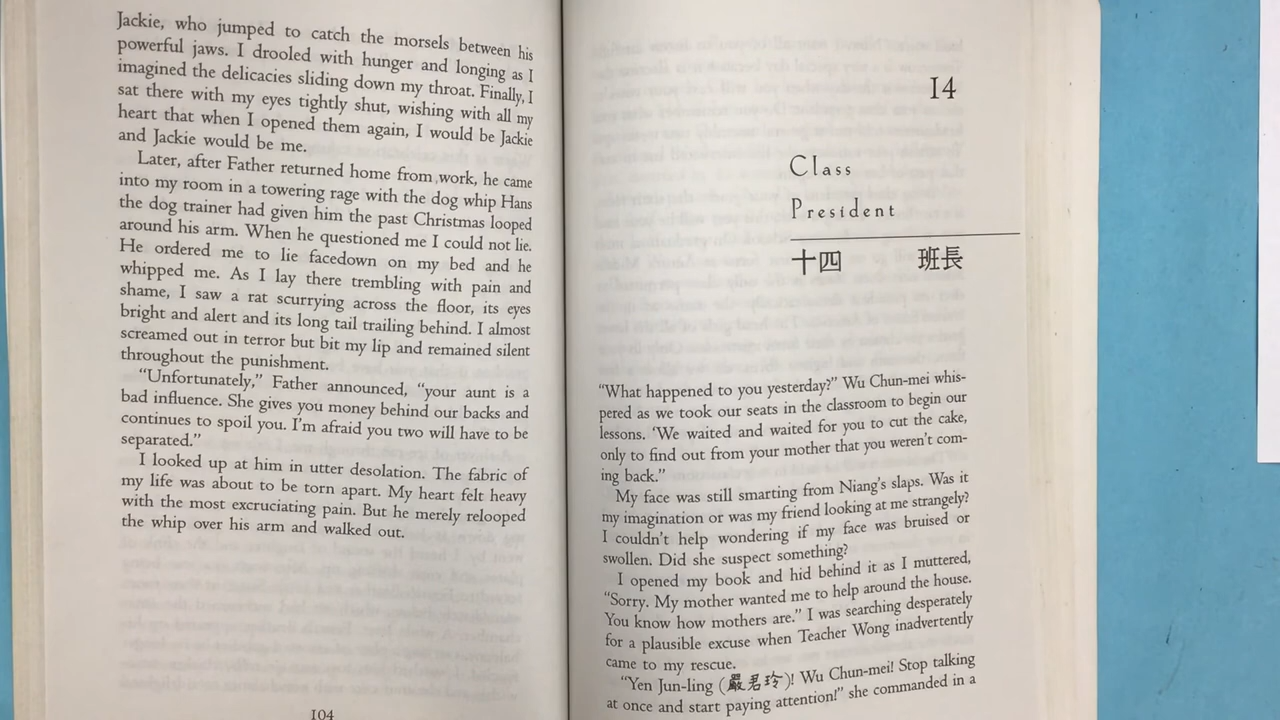 Jackie, who jumped to catch the morsels between his
powerful jaws. I drooled with hunger and longing as I
imagined the delicacies sliding down my throat. Finally, I
sat there with my eyes tightly shut, wishing with all my
heart that when I opened them again, I would be Jackie
and Jackie would be me.
Later, after Father returned home from work, he came
into my room in a towering rage with the dog whip Hans
the dog trainer had given him the past Christmas looped
around his arm. When he questioned me I could not lie.
He ordered me to lie facedown on my bed and he
whipped me. As I lay there trembling with pain and
shame, I saw a rat scurrying across the floor, its eyes
bright and alert and its long tail trailing behind. I almost
screamed out in terror but bit my lip and remained silent
throughout the punishment.
“Unfortunately,” Father announced, “your aunt is a
bad influence. She gives you money behind our backs and
continues to spoil you. I’m afraid you two will have to be
separated.”
I looked up at him in utter desolation. The fabric of
my life was about to be torn apart. My heart felt heavy
with the most excruciating pain. But he merely relooped
the whip over his arm and walked out.
104
14
Class
President
十四 班長
“What happened to you yesterday?” Wu Chun-mei whis-
pered as we took our seats in the classroom to begin our
lessons. ‘We waited and waited for you to cut the cake,
only to find out from your mother that you weren’t com-
ing back.”
My face was still smarting from Niang’s slaps. Was it
my imagination or was my friend looking at me strangely?
I couldn’t help wondering if my face was bruised or
swollen. Did she suspect something?
I opened my book and hid behind it as I muttered,
“Sorry. My mother wanted me to help around the house.
You know how mothers are.” I was searching desperately
for a plausible excuse when Teacher Wong inadvertently
came to my rescue.
“Yen Jun-ling (嚴君玲)! Wu Chun-mei! Stop talking
at once and start paying attention!” she commanded in a